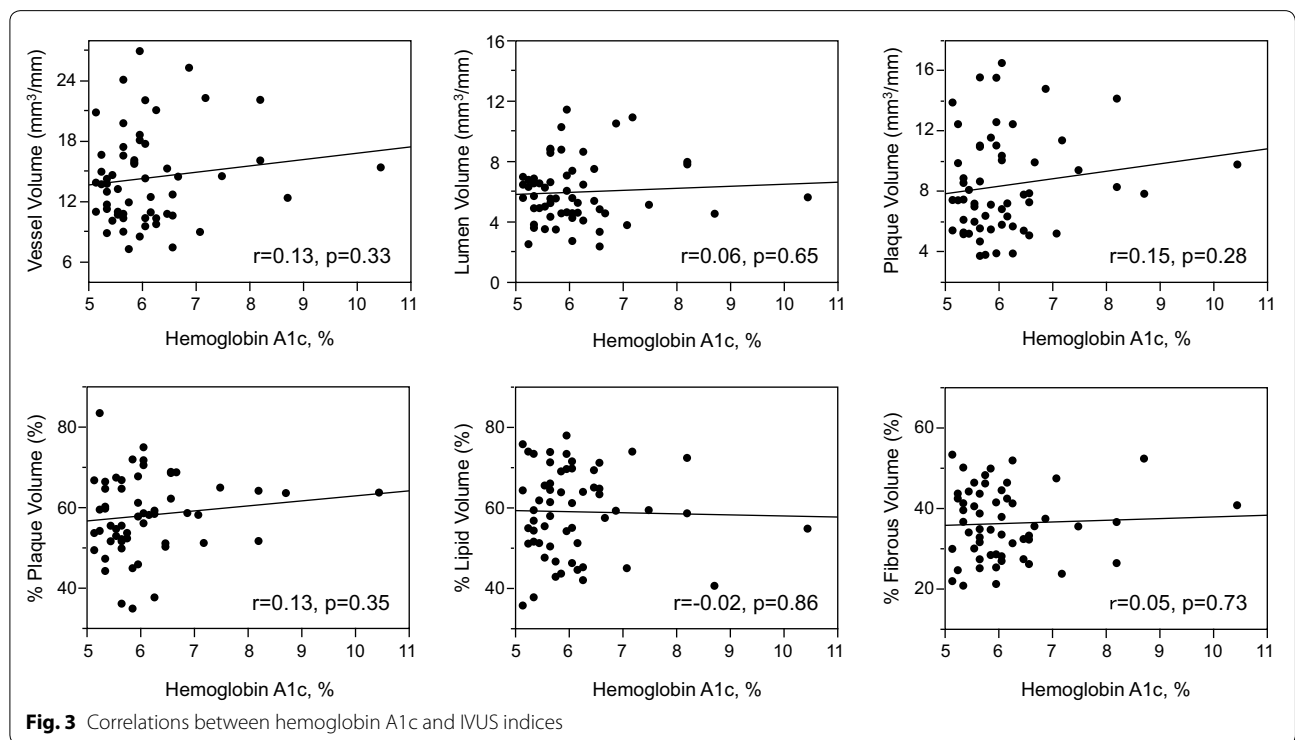 Vessel Volume (mm³/mm)
24
18
12
6
r=0.13, p=0.33
5 6 7 8 9 10 11
Hemoglobin A1c, %
Lumen Volume (mm³/mm)
16
12
8
4
0
r=0.06, p=0.65
5 6 7 8 9 10 11
Hemoglobin A1c, %
Plaque Volume (mm³/mm)
16
12
8
4
r=0.15, p=0.28
5 6 7 8 9 10 11
Hemoglobin A1c, %
% Plaque Volume (%)
80
60
40
r=0.13, p=0.35
5 6 7 8 9 10 11
Hemoglobin A1c, %
% Lipid Volume (%)
80
60
40
r=-0.02, p=0.86
5 6 7 8 9 10 11
Hemoglobin A1c, %
% Fibrous Volume (%)
60
40
20
10
r=0.05, p=0.73
5 6 7 8 9 10 11
Hemoglobin A1c, %
Fig. 3 Correlations between hemoglobin A1c and IVUS indices